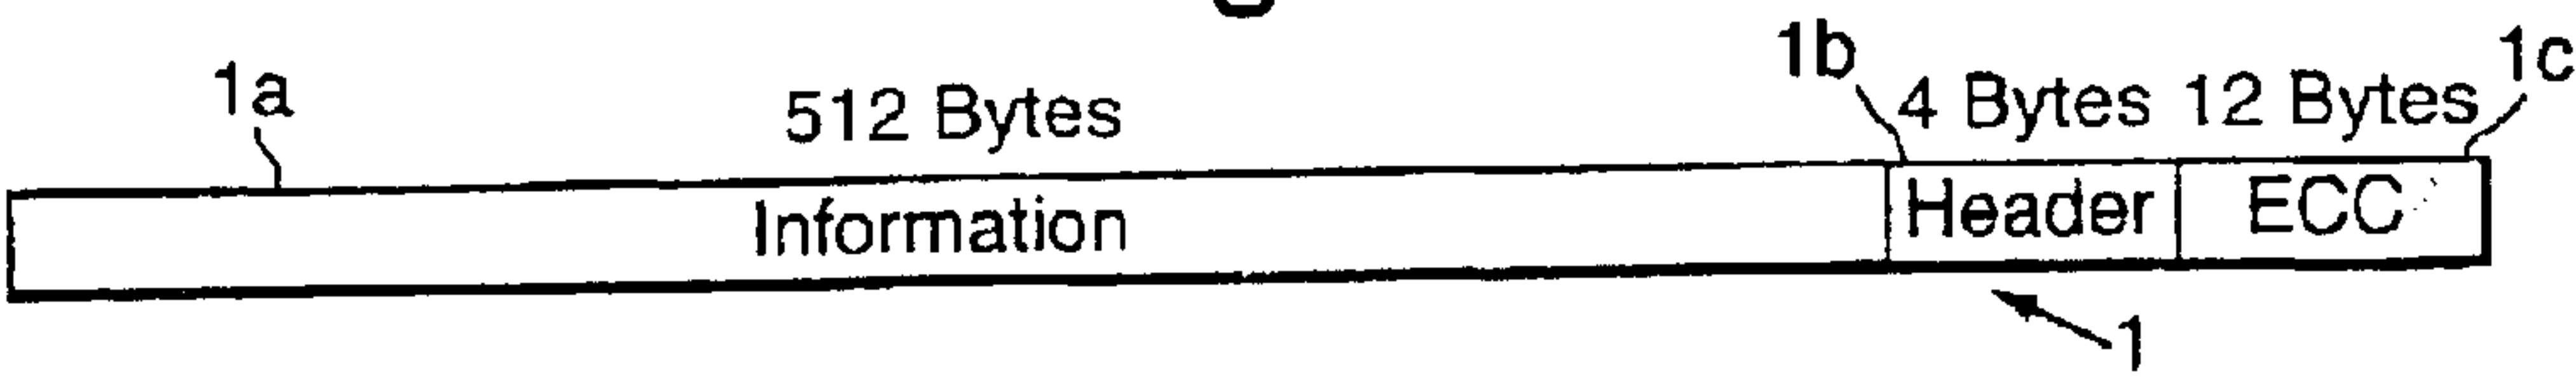 1a 512 Bytes 1b 4 Bytes 12 Bytes 1c
Information Header ECC
1